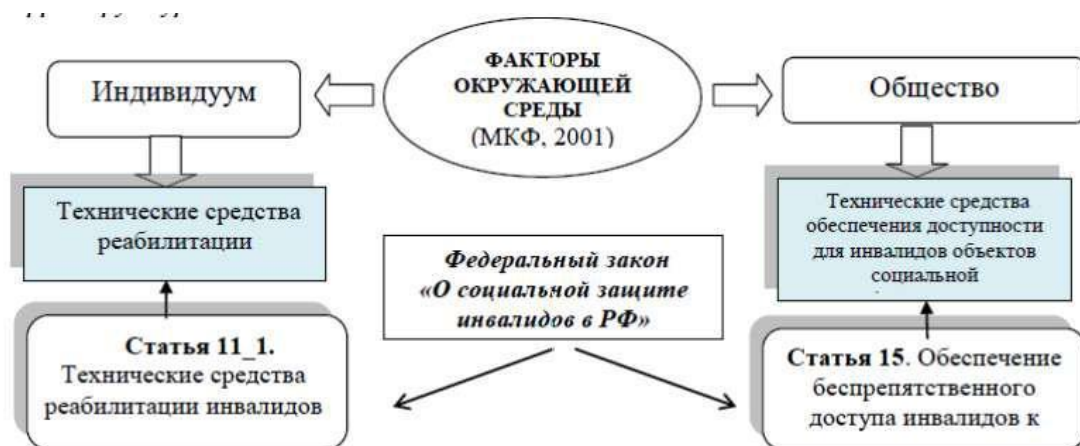 ФАКТОРЫ
ОКРУЖАЮЩЕЙ
СРЕДЫ
(МКФ, 2001)
Индивидуум
Общество
Технические средства
реабилитации
Технические средства
обеспечения доступности
для инвалидов объектов
социальной
Федеральный закон
«О социальной защите
инвалидов в РФ»
Статья 11_1.
Технические средства
реабилитации инвалидов
Статья 15. Обеспечение
беспрепятственного
доступа инвалидов к